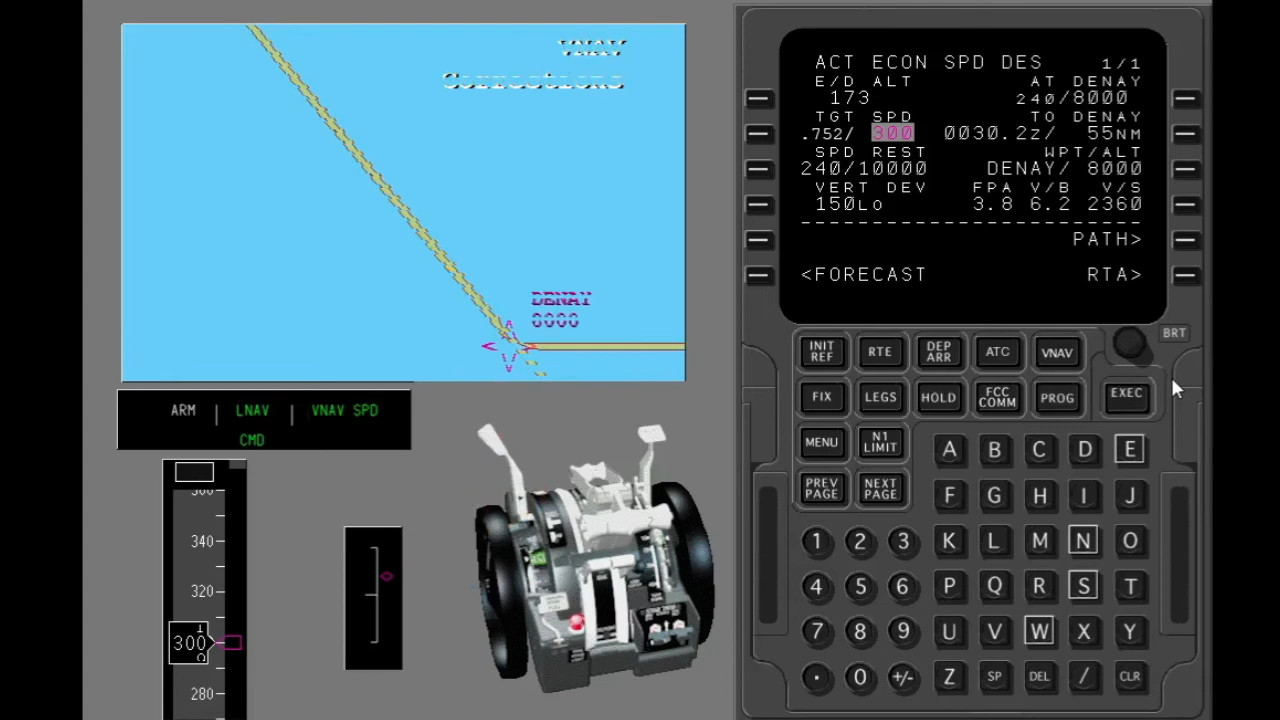 VNAV
Corrections
DENAY
8000
ARM | LNAV | VNAV SPD
CMD
340
320
300
280
ACT ECON SPD DES 1/1
E/D ALT AT DENAY
173 240/8000
TGT SPD TO DENAY
.752/ 300 0030.2z/ 55NM
SPD REST WPT/ALT
240/10000 DENAY/ 8000
VERT DEV FPA V/B V/S
150LO 3.8 6.2 2360
------------------------
PATH>
<FORECAST RTA>
BRT
INIT REF
RTE
DEP ARR
ATC
VNAV
FIX
LEGS
HOLD
FCC COMM
PROG
EXEC
MENU
N1 LIMIT
PREV PAGE
NEXT PAGE
A B C D E
F G H I J
1 2 3 K L M N O
4 5 6 P Q R S T
7 8 9 U V W X Y
. 0 +/- Z SP DEL / CLR